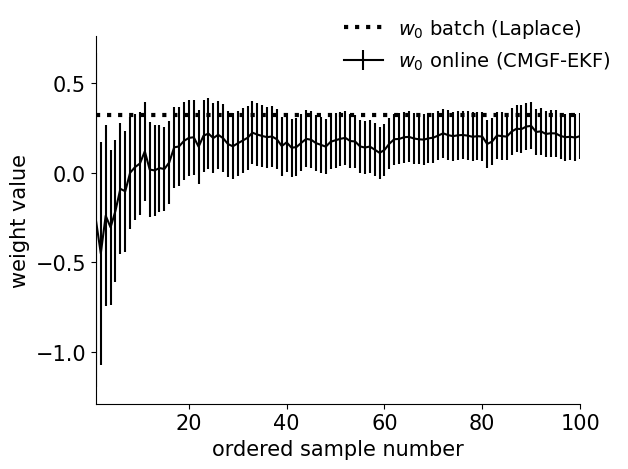 w₀ batch (Laplace)
w₀ online (CMGF-EKF)
0.5
0.0
−0.5
−1.0
weight value
20 40 60 80 100
ordered sample number